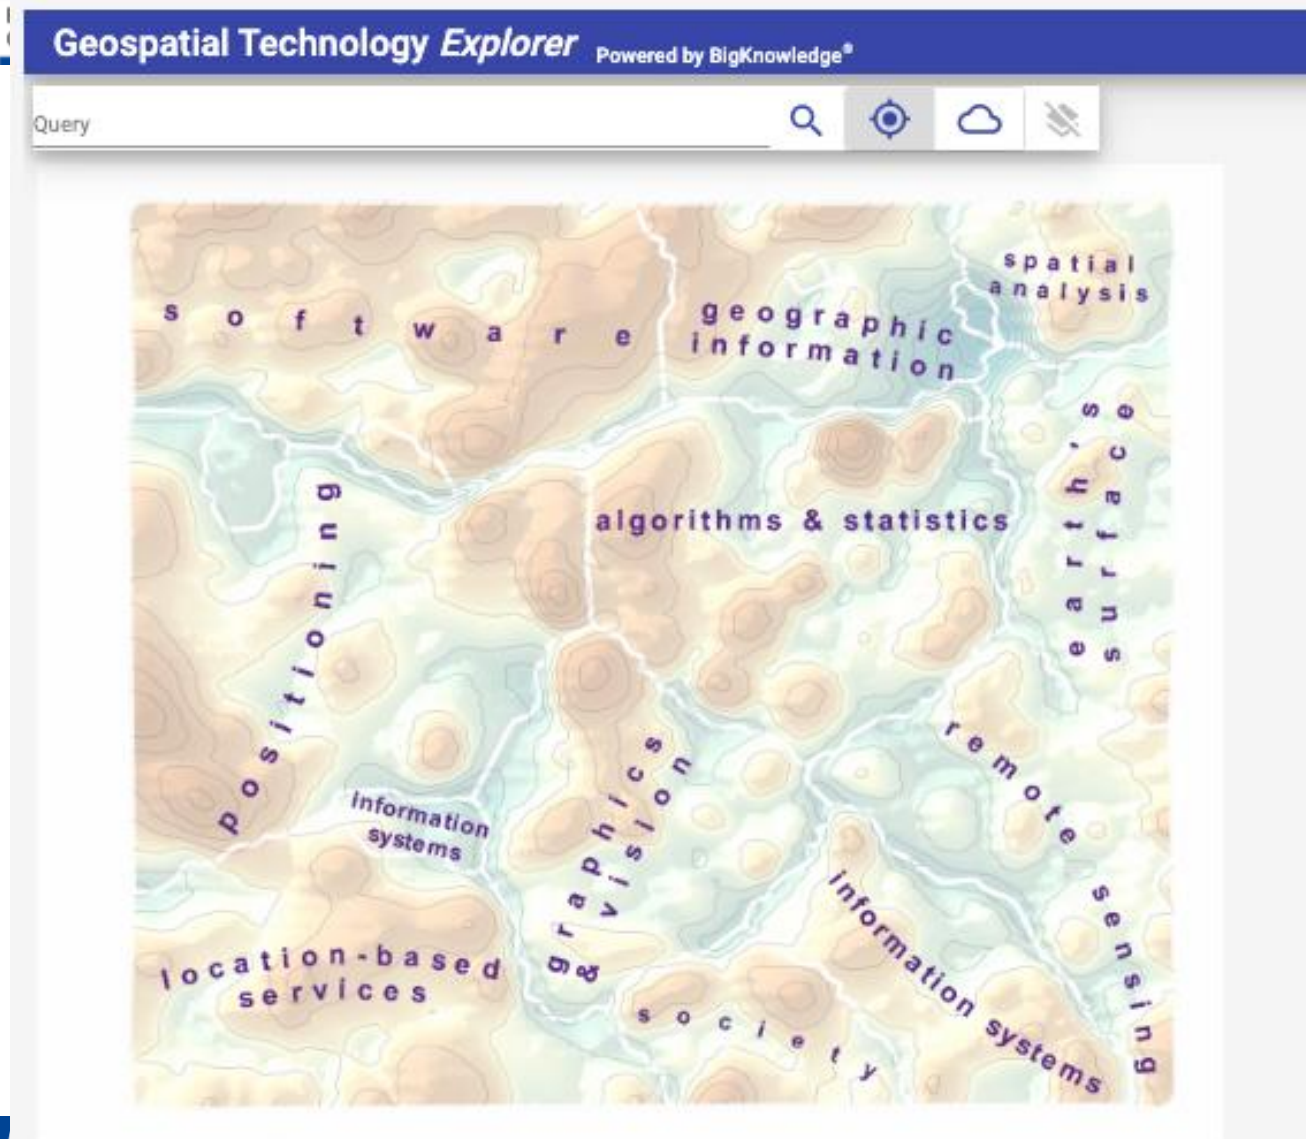 Geospatial Technology Explorer Powered by BigKnowledge®
Query
spatial
analysis
software
geographic
information
earth's
surface
algorithms & statistics
positioning
remote sensing
information
systems
graphics
& vision
information systems
location-based
services
society